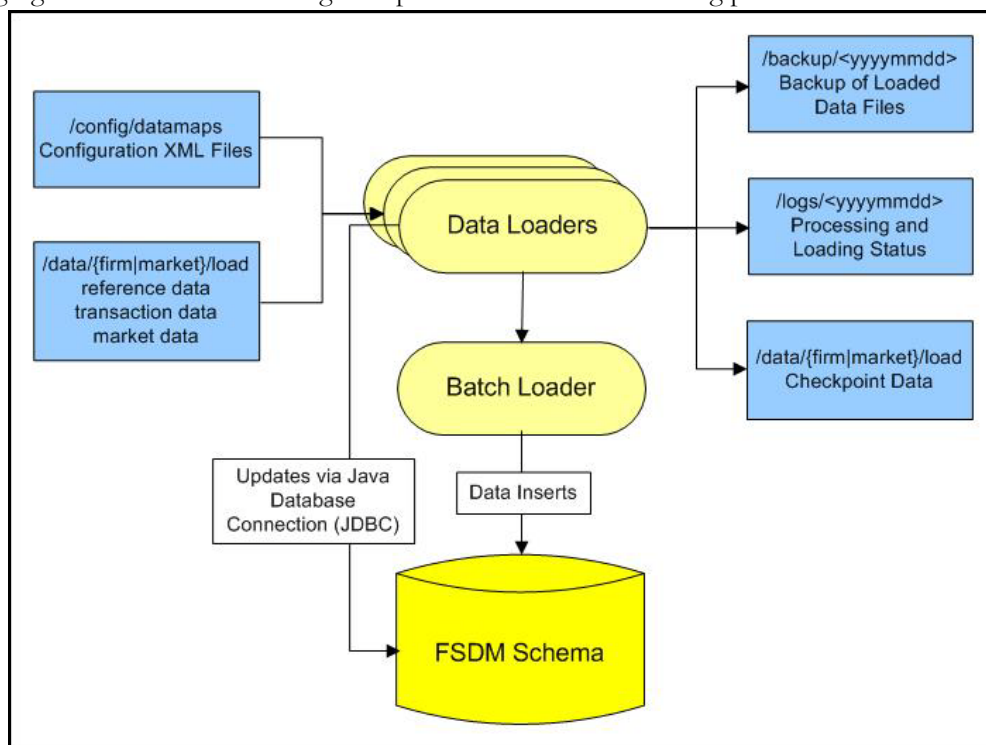 /config/datamaps
Configuration XML Files
/data/{firm|market}/load
reference data
transaction data
market data
Data Loaders
Batch Loader
Updates via Java
Database
Connection (JDBC)
Data Inserts
FSDM Schema
/backup/<yyyymmdd>
Backup of Loaded
Data Files
/logs/<yyyymmdd>
Processing and
Loading Status
/data/{firm|market}/load
Checkpoint Data